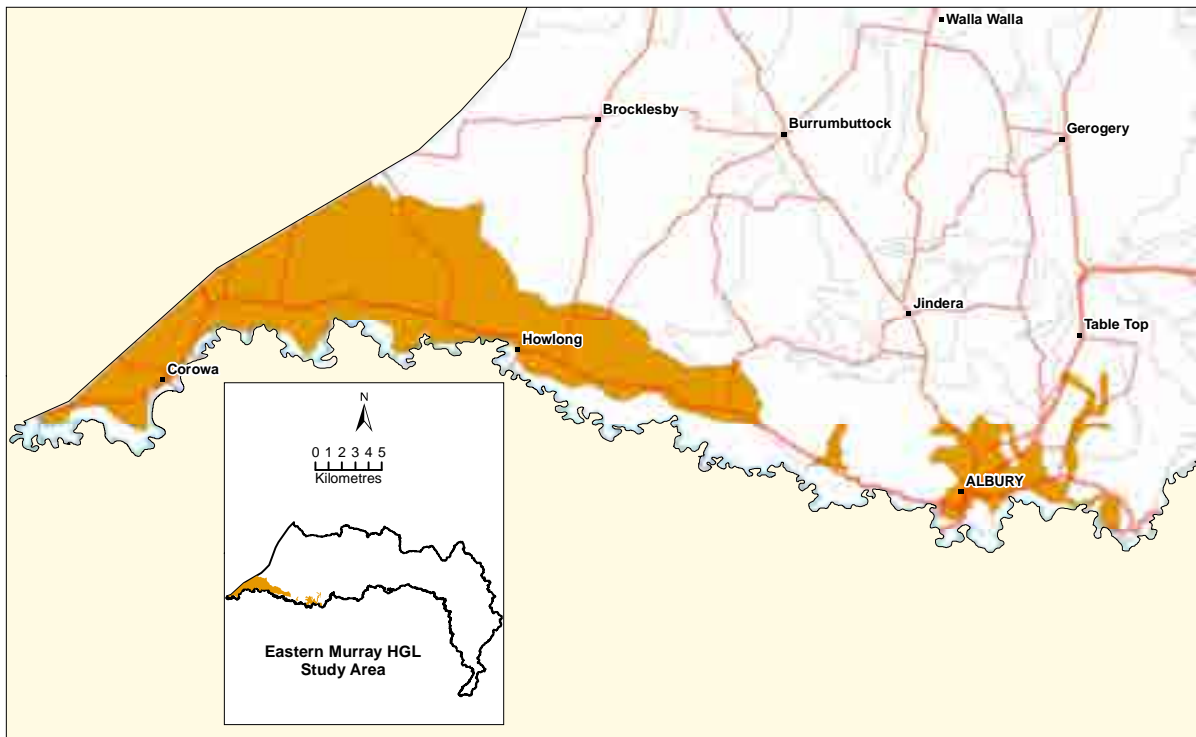 Walla Walla
Brocklesby
Burrumbuttock
Gerogery
Jindera
Table Top
Howlong
Corowa
N
0 1 2 3 4 5
Kilometres
ALBURY
Eastern Murray HGL
Study Area